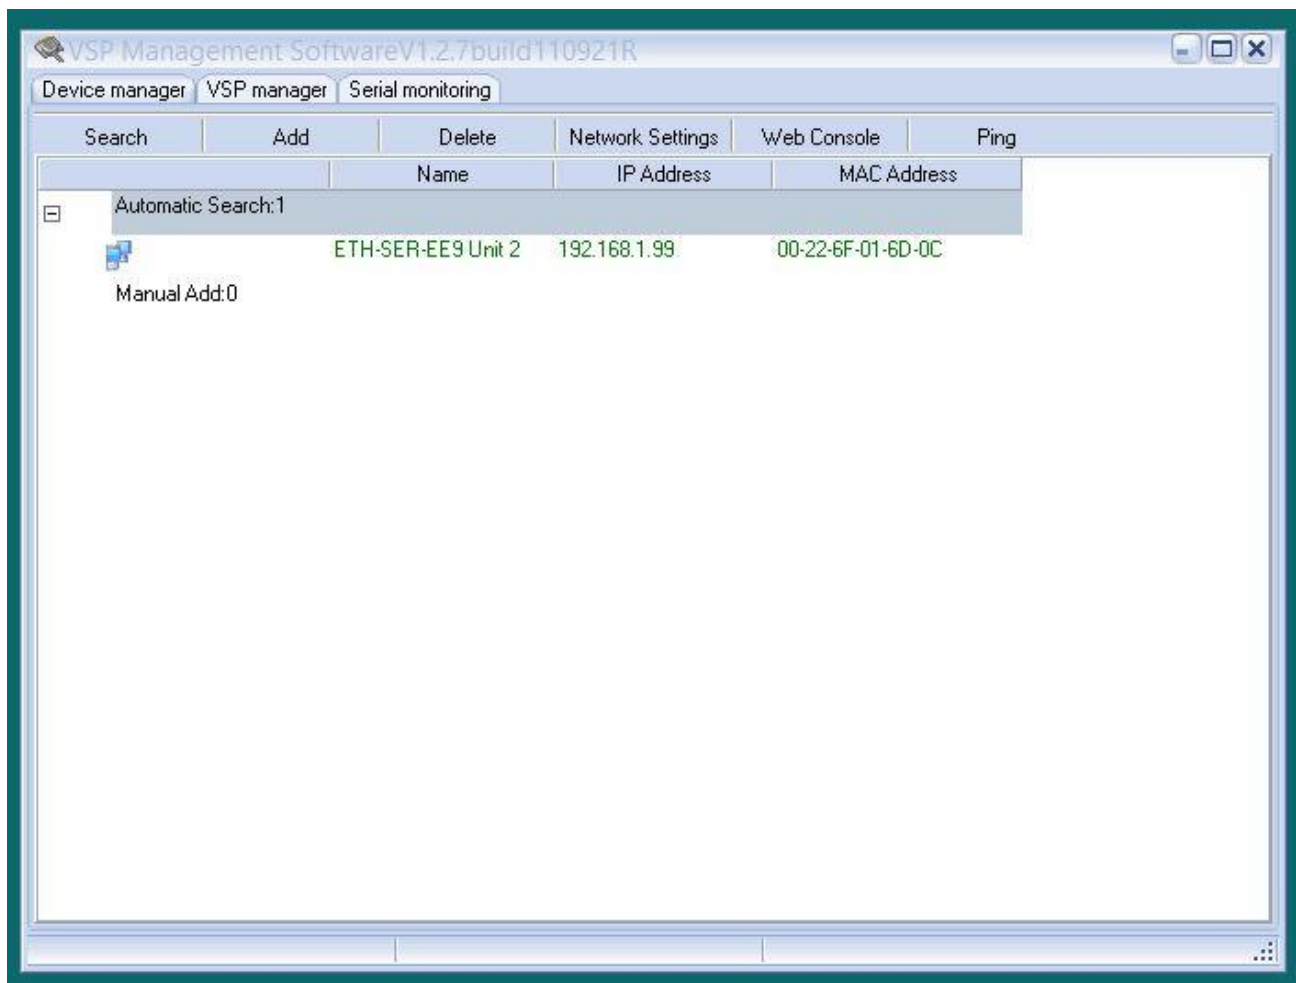 VSP Management SoftwareV1.2.7build110921R
Device manager VSP manager Serial monitoring
Search Add Delete Network Settings Web Console Ping
Name IP Address MAC Address
Automatic Search:1
ETH-SER-EE9 Unit 2 192.168.1.99 00-22-6F-01-6D-0C
Manual Add:0